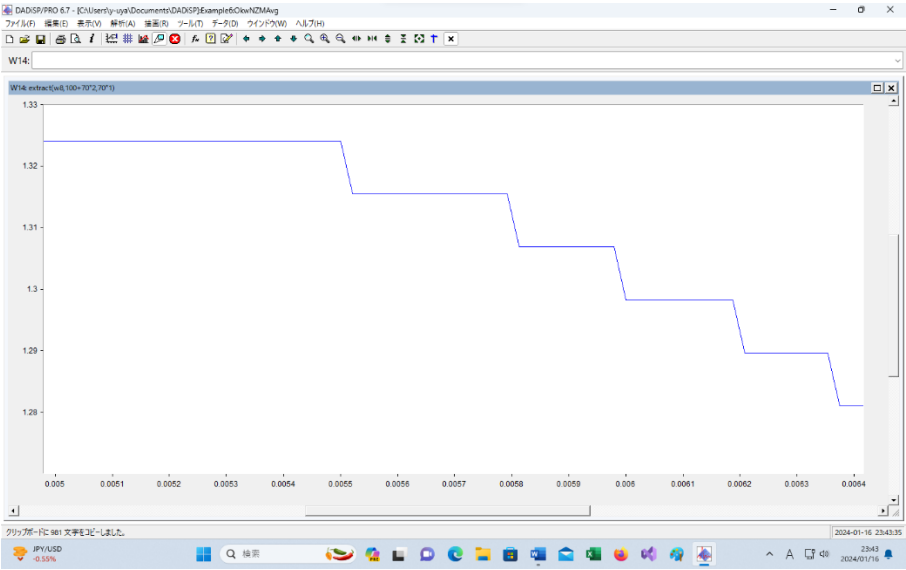 DADiSP/PRO 6.7 - [C:\Users\y-uya\Documents\DADiSP]:Example6:OkwNZMAvg
ファイル(F) 編集(E) 表示(V) 解析(A) 描画(R) ツール(T) データ(D) ウインドウ(W) ヘルプ(H)
W14:
W14: extract(w8,100+70*2,70*1)
1.33
1.32
1.31
1.3
1.29
1.28
0.005 0.0051 0.0052 0.0053 0.0054 0.0055 0.0056 0.0057 0.0058 0.0059 0.006 0.0061 0.0062 0.0063 0.0064
クリップボードに 981 文字をコピーしました。
2024-01-16 23:43:35
JPY/USD
-0.55%
検索
A
23:43
2024/01/16